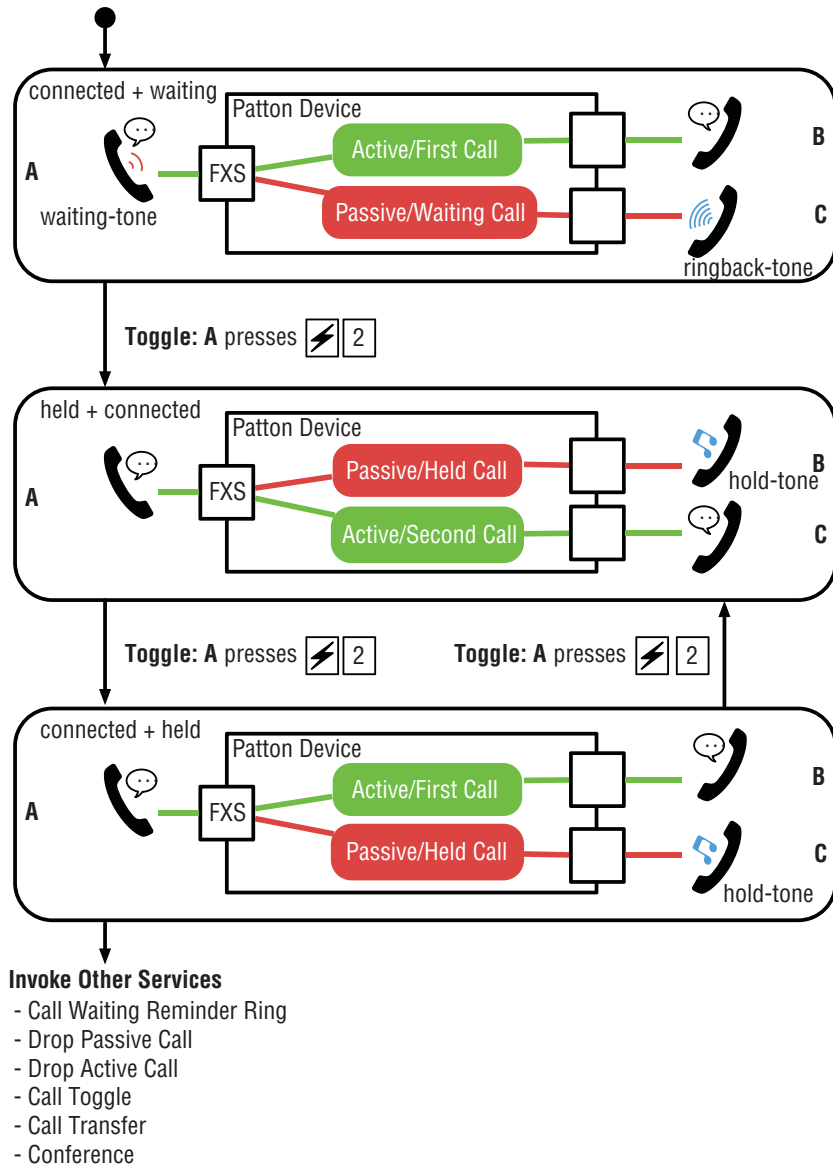 connected + waiting
Patton Device
A
FXS
Active/First Call
B
Passive/Waiting Call
C
waiting-tone
ringback-tone
Toggle: A presses 2
held + connected
Patton Device
A
FXS
Passive/Held Call
B
hold-tone
Active/Second Call
C
Toggle: A presses 2
Toggle: A presses 2
connected + held
Patton Device
A
FXS
Active/First Call
B
Passive/Held Call
C
hold-tone
Invoke Other Services
- Call Waiting Reminder Ring
- Drop Passive Call
- Drop Active Call
- Call Toggle
- Call Transfer
- Conference